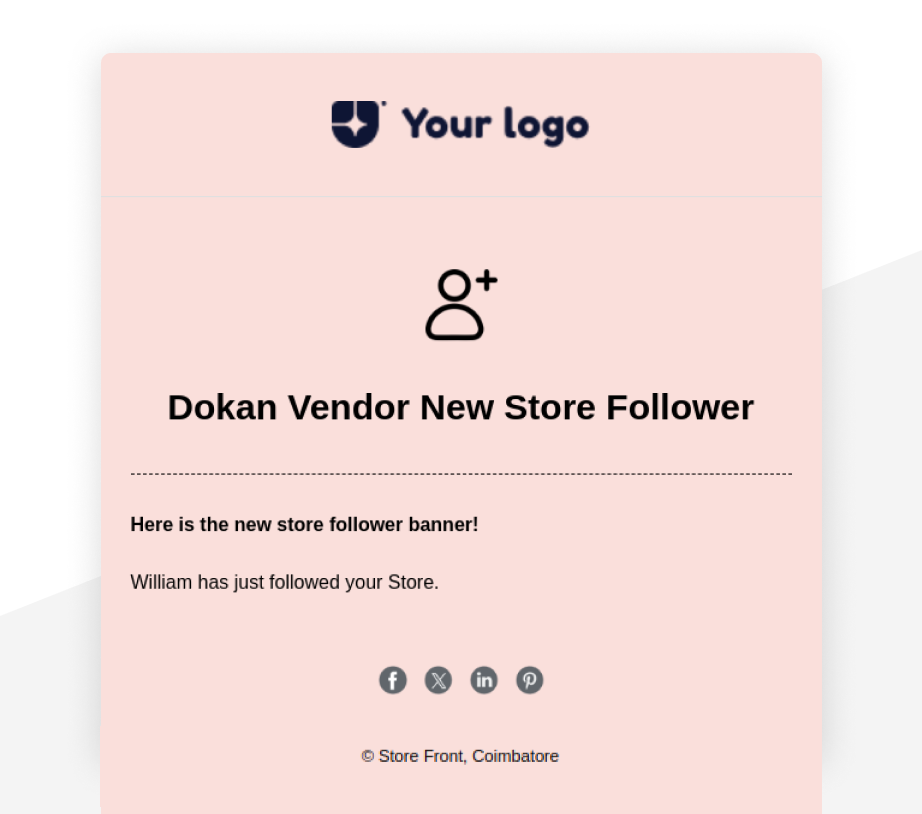 Your logo
Dokan Vendor New Store Follower
Here is the new store follower banner!
William has just followed your Store.
© Store Front, Coimbatore